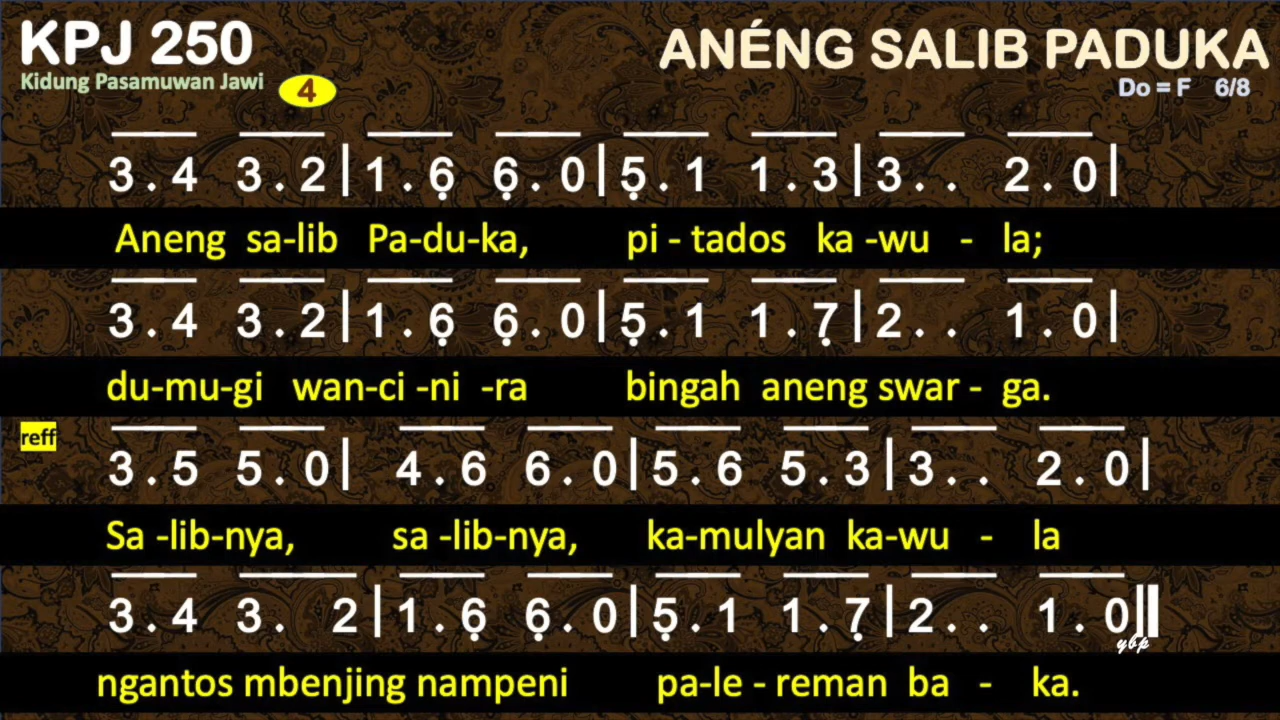 KPJ 250
Kidung Pasamuwan Jawi
4
ANÉNG SALIB PADUKA
Do = F 6/8
3 . 4 3 . 2 | 1 . 6̣ 6̣ . 0 | 5̣ . 1 1 . 3 | 3 . . 2 . 0 |
Aneng sa-lib Pa-du-ka, pi - tados ka -wu - la;
3 . 4 3 . 2 | 1 . 6̣ 6̣ . 0 | 5̣ . 1 1 . 7̣ | 2 . . 1 . 0 |
du-mu-gi wan-ci -ni -ra bingah aneng swar - ga.
reff
3 . 5 5 . 0 | 4 . 6 6 . 0 | 5 . 6 5 . 3 | 3 . . 2 . 0 |
Sa -lib-nya, sa -lib-nya, ka-mulyan ka-wu - la
3 . 4 3 . 2 | 1 . 6̣ 6̣ . 0 | 5̣ . 1 1 . 7̣ | 2 . . 1 . 0 ||
ybp
ngantos mbenjing nampeni pa-le - reman ba - ka.